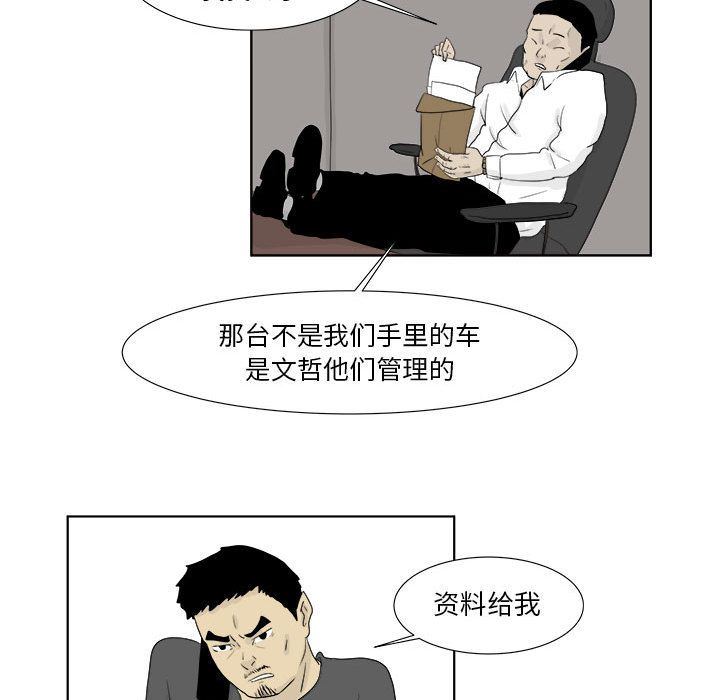 那台不是我们手里的车
是文哲他们管理的
资料给我